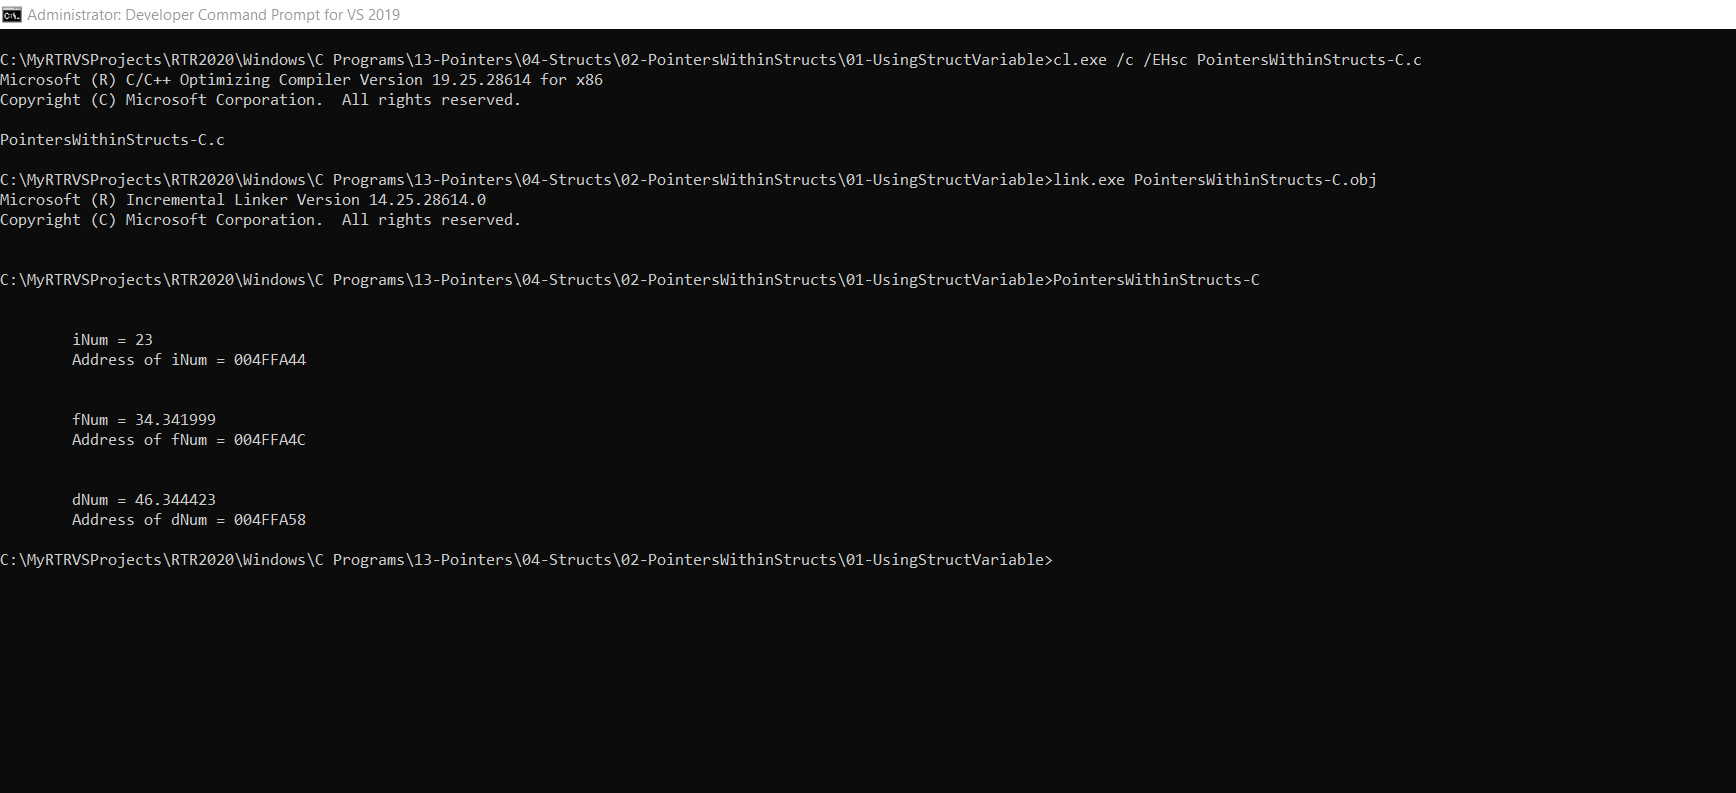 Administrator: Developer Command Prompt for VS 2019
C:\MyRTRVSProjects\RTR2020\Windows\C Programs\13-Pointers\04-Structs\02-PointersWithinStructs\01-UsingStructVariable>cl.exe /c /EHsc PointersWithinStructs-C.c
Microsoft (R) C/C++ Optimizing Compiler Version 19.25.28614 for x86
Copyright (C) Microsoft Corporation.  All rights reserved.
PointersWithinStructs-C.c
C:\MyRTRVSProjects\RTR2020\Windows\C Programs\13-Pointers\04-Structs\02-PointersWithinStructs\01-UsingStructVariable>link.exe PointersWithinStructs-C.obj
Microsoft (R) Incremental Linker Version 14.25.28614.0
Copyright (C) Microsoft Corporation.  All rights reserved.
C:\MyRTRVSProjects\RTR2020\Windows\C Programs\13-Pointers\04-Structs\02-PointersWithinStructs\01-UsingStructVariable>PointersWithinStructs-C
iNum = 23
Address of iNum = 004FFA44
fNum = 34.341999
Address of fNum = 004FFA4C
dNum = 46.344423
Address of dNum = 004FFA58
C:\MyRTRVSProjects\RTR2020\Windows\C Programs\13-Pointers\04-Structs\02-PointersWithinStructs\01-UsingStructVariable>